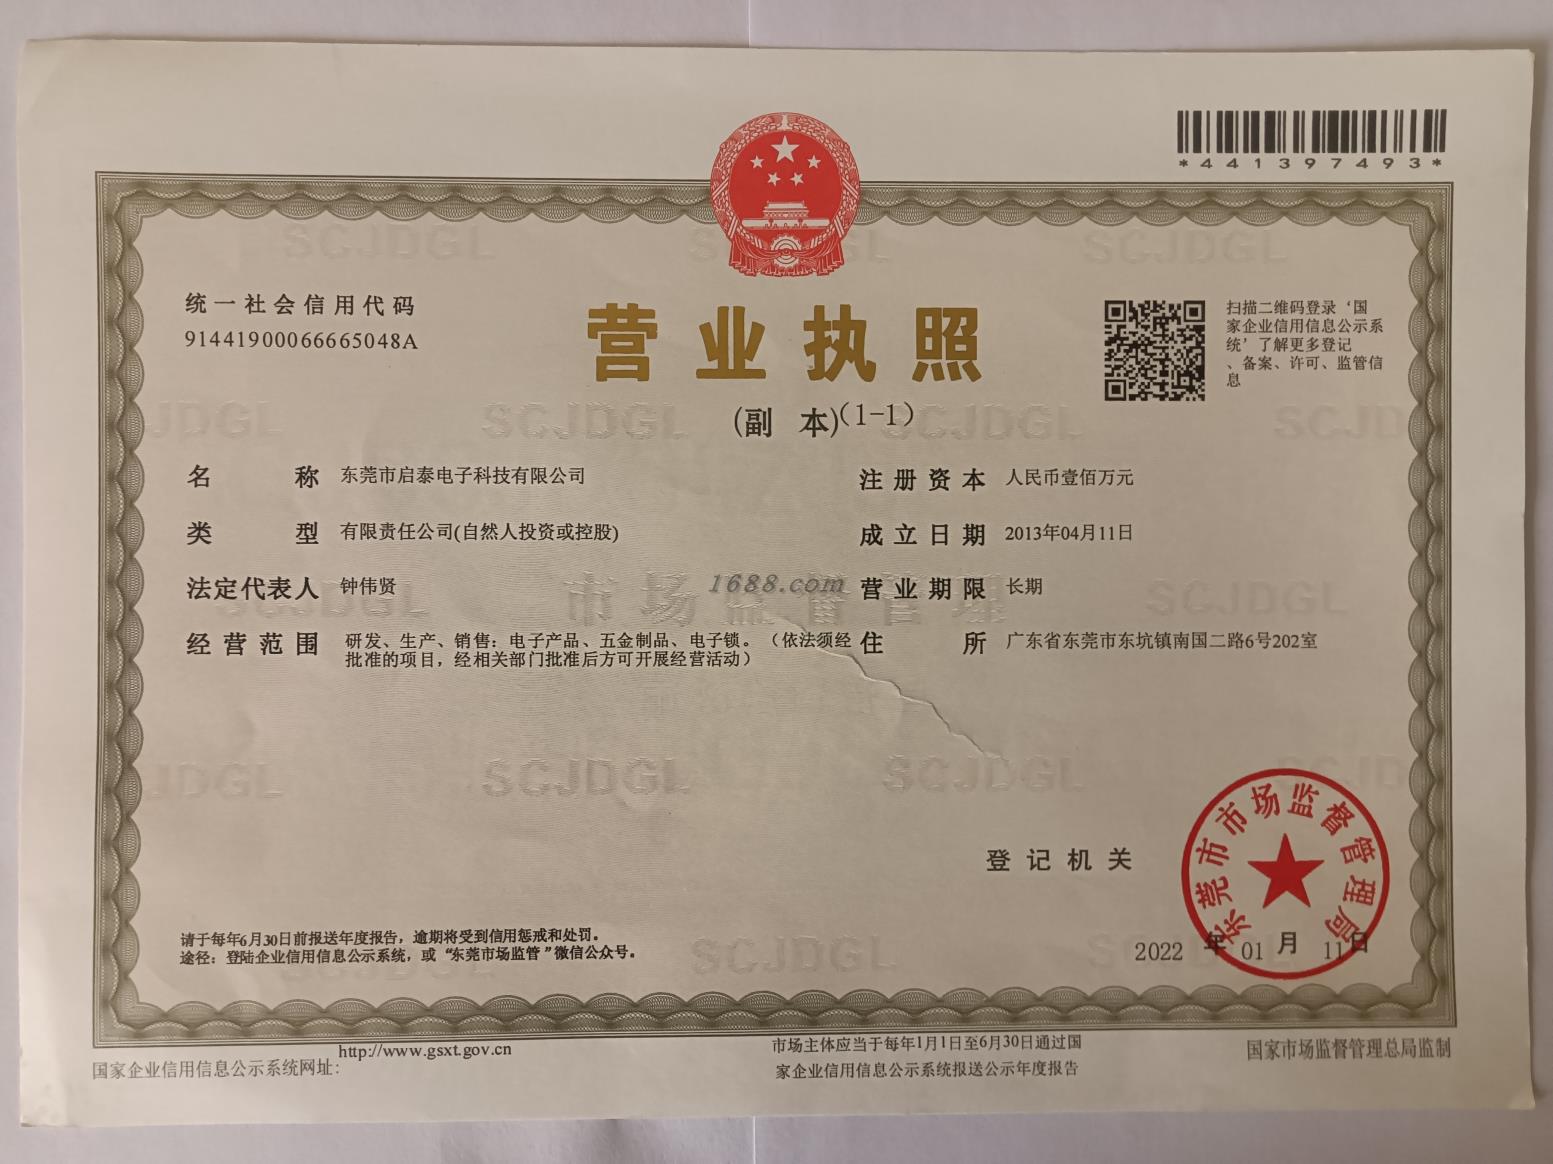 *441397493*
统一社会信用代码
91441900066665048A
营业执照
(副 本)(1-1)
扫描二维码登录‘国
家企业信用信息公示系
统’了解更多登记
、备案、许可、监管信
息
名 称 东莞市启泰电子科技有限公司
注册资本 人民币壹佰万元
类 型 有限责任公司(自然人投资或控股)
成立日期 2013年04月11日
法定代表人 钟伟贤
1688.com
营业期限 长期
经营范围 研发、生产、销售：电子产品、五金制品、电子锁。（依法须经
批准的项目，经相关部门批准后方可开展经营活动）
住 所 广东省东莞市东坑镇南国二路6号202室
市场监督管理
SCJDGL
登记机关
东莞市市场监督管理局
2022 年 01 月 11日
请于每年6月30日前报送年度报告，逾期将受到信用惩戒和处罚。
途径：登陆企业信用信息公示系统，或“东莞市场监管”微信公众号。
国家企业信用信息公示系统网址：http://www.gsxt.gov.cn
市场主体应当于每年1月1日至6月30日通过国
家企业信用信息公示系统报送公示年度报告
国家市场监督管理总局监制